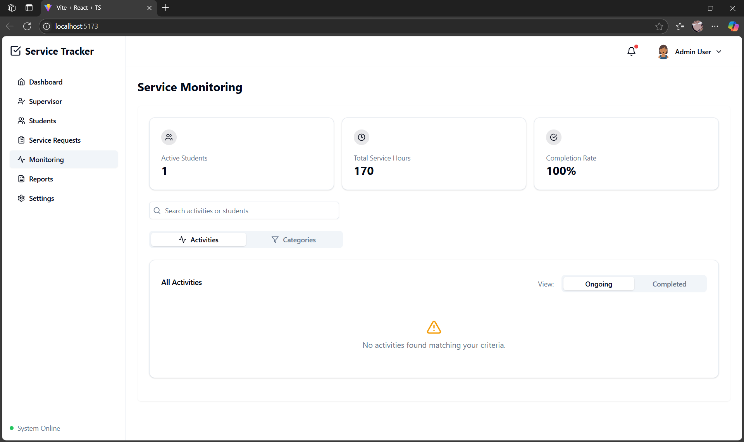 Vite + React + TS
localhost:5173
Service Tracker
Admin User
Dashboard
Supervisor
Students
Service Requests
Monitoring
Reports
Settings
Service Monitoring
Active Students
1
Total Service Hours
170
Completion Rate
100%
Search activities or students
Activities
Categories
All Activities
View:
Ongoing
Completed
No activities found matching your criteria.
System Online